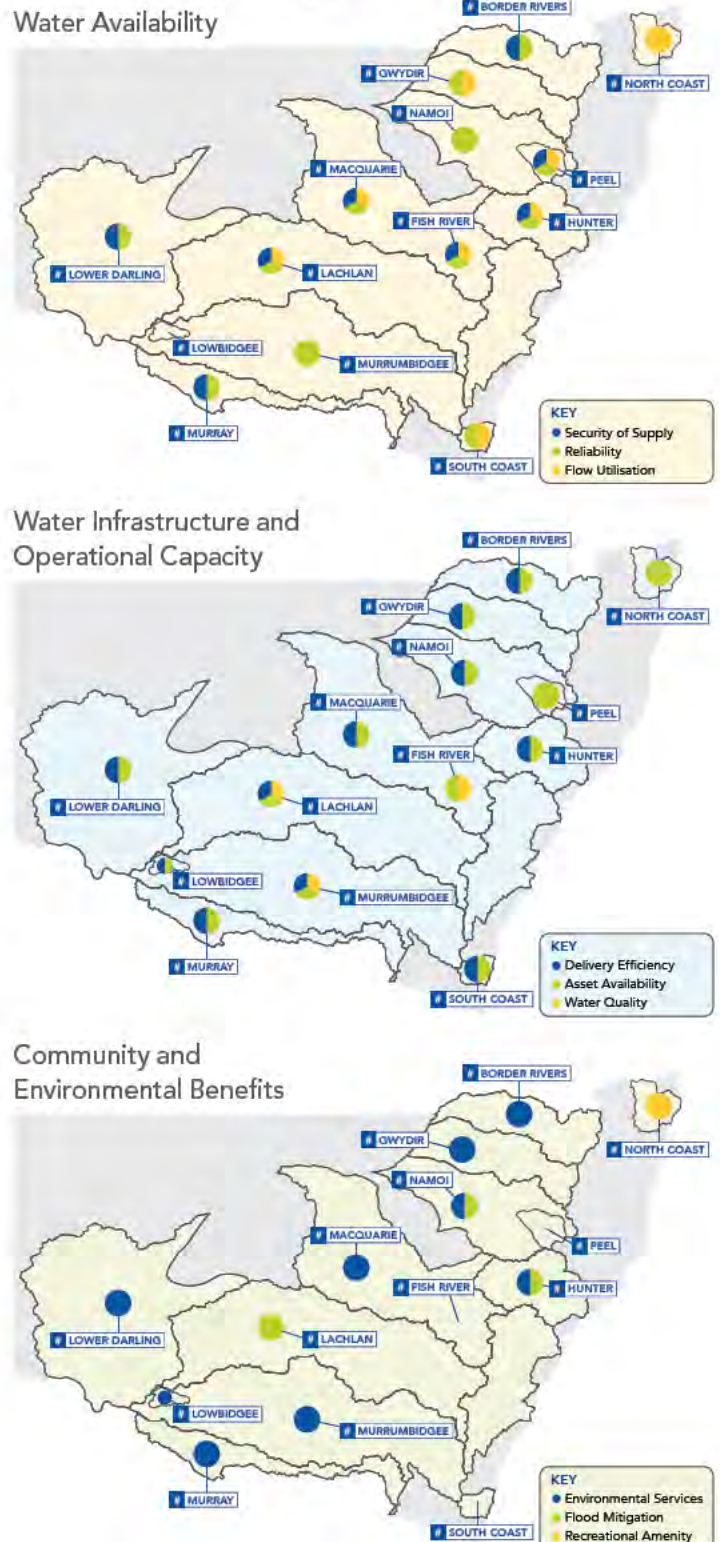 Water Availability
# BORDER RIVERS
# GWYDIR
# NORTH COAST
# NAMOI
# MACQUARIE
# PEEL
# FISH RIVER
# HUNTER
# LOWER DARLING
# LACHLAN
# LOWBIDGEE
# MURRUMBIDGEE
# MURRAY
# SOUTH COAST
KEY
Security of Supply
Reliability
Flow Utilisation
Water Infrastructure and
Operational Capacity
# BORDER RIVERS
# GWYDIR
# NORTH COAST
# NAMOI
# MACQUARIE
# PEEL
# FISH RIVER
# HUNTER
# LOWER DARLING
# LACHLAN
# LOWBIDGEE
# MURRUMBIDGEE
# MURRAY
# SOUTH COAST
KEY
Delivery Efficiency
Asset Availability
Water Quality
Community and
Environmental Benefits
# BORDER RIVERS
# GWYDIR
# NORTH COAST
# NAMOI
# MACQUARIE
# PEEL
# FISH RIVER
# HUNTER
# LOWER DARLING
# LACHLAN
# LOWBIDGEE
# MURRUMBIDGEE
# MURRAY
# SOUTH COAST
KEY
Environmental Services
Flood Mitigation
Recreational Amenity